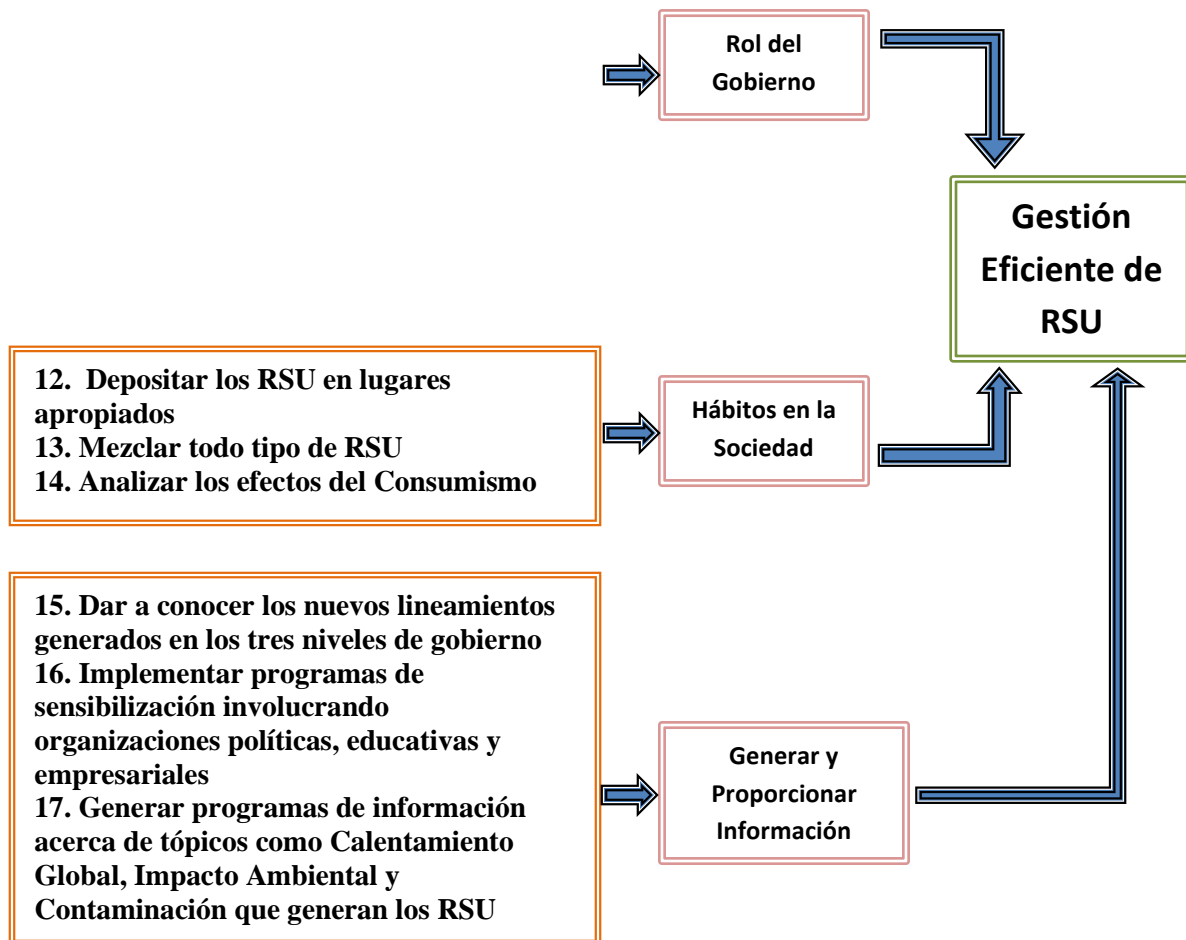 Rol del
Gobierno
Gestión
Eficiente de
RSU
12. Depositar los RSU en lugares
apropiados
13. Mezclar todo tipo de RSU
14. Analizar los efectos del Consumismo
Hábitos en la
Sociedad
15. Dar a conocer los nuevos lineamientos
generados en los tres niveles de gobierno
16. Implementar programas de
sensibilización involucrando
organizaciones políticas, educativas y
empresariales
17. Generar programas de información
acerca de tópicos como Calentamiento
Global, Impacto Ambiental y
Contaminación que generan los RSU
Generar y
Proporcionar
Información